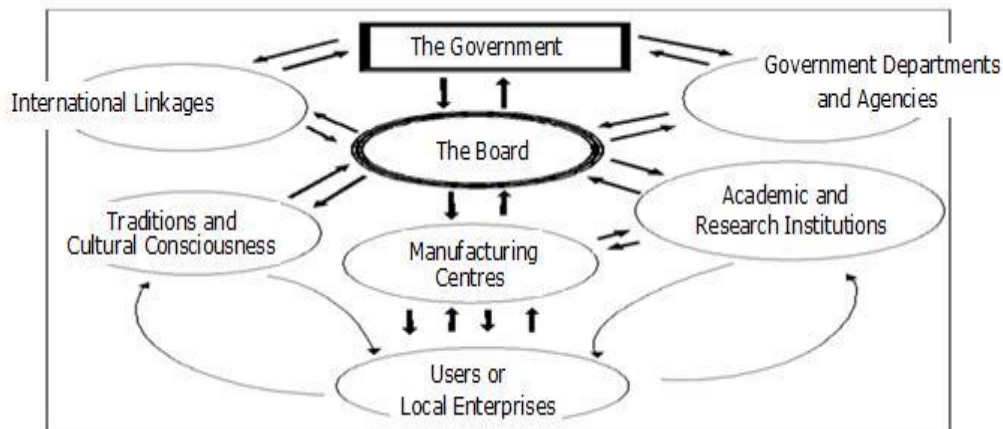 The Government
International Linkages
Government Departments
and Agencies
The Board
Traditions and
Cultural Consciousness
Academic and
Research Institutions
Manufacturing
Centres
Users or
Local Enterprises